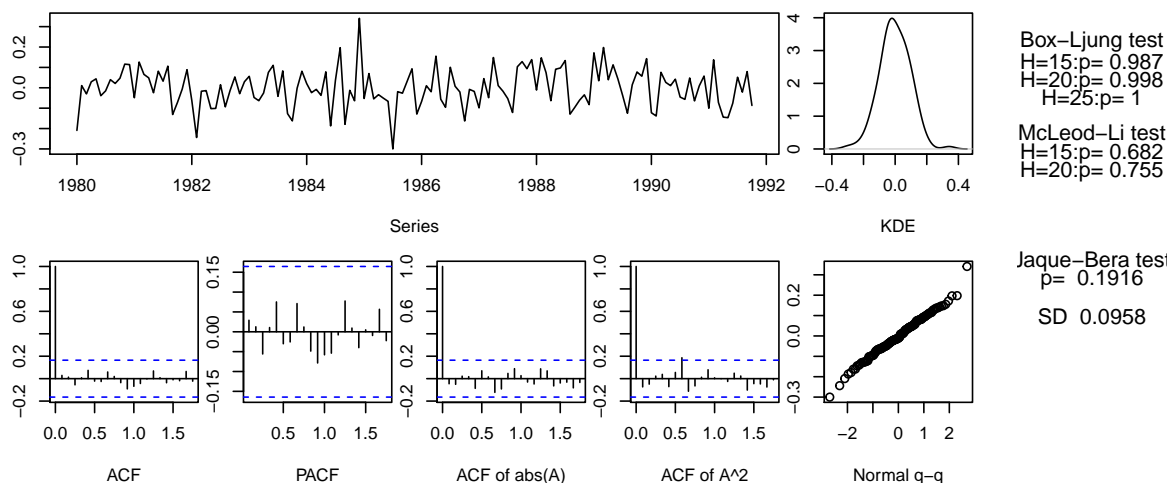 −0.3 0.0 0.2
1980 1982 1984 1986 1988 1990 1992
Series
0 1 2 3 4
−0.4 0.0 0.4
KDE
Box−Ljung test
H=15:p= 0.987
H=20:p= 0.998
H=25:p= 1
McLeod−Li test
H=15:p= 0.682
H=20:p= 0.755
−0.2 0.2 0.6 1.0
0.0 0.5 1.0 1.5
ACF
−0.15 0.00 0.15
0.5 1.0 1.5
PACF
−0.2 0.2 0.6 1.0
0.0 0.5 1.0 1.5
ACF of abs(A)
−0.2 0.2 0.6 1.0
0.0 0.5 1.0 1.5
ACF of A^2
−0.3 0.0 0.2
−2 0 1 2
Normal q−q
Jaque−Bera test
p= 0.1916
SD 0.0958